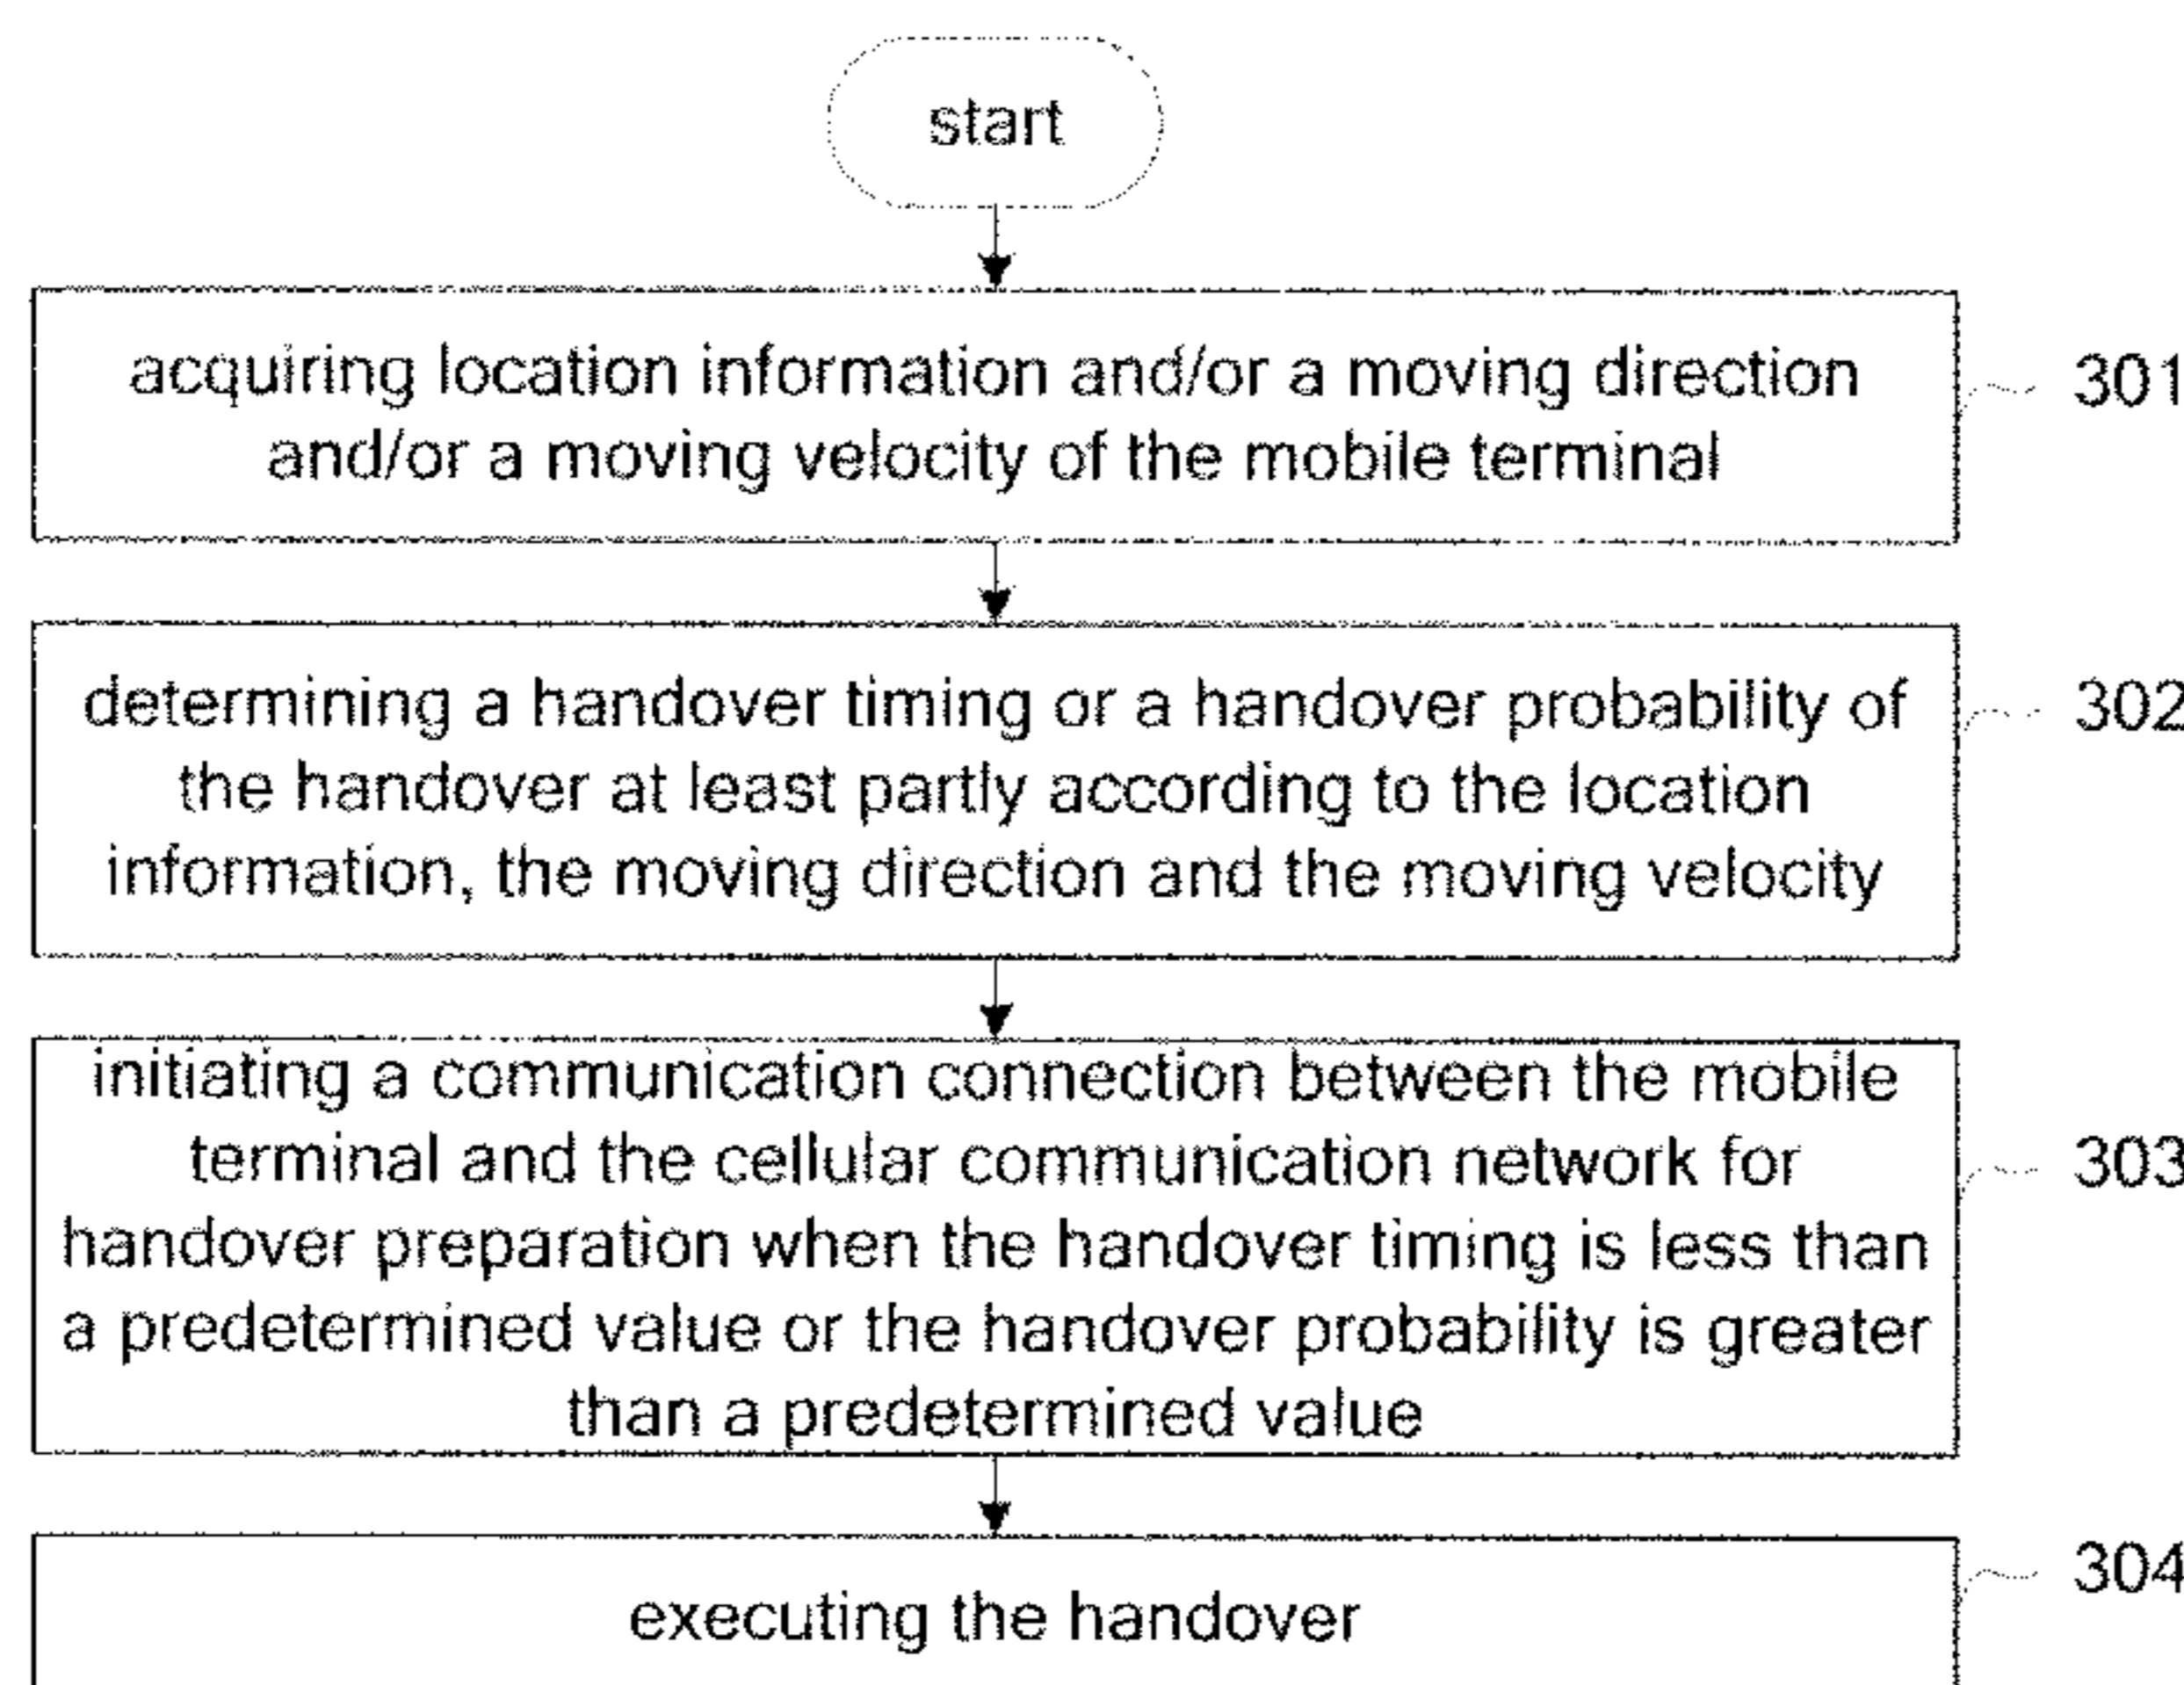 start
acquiring location information and/or a moving direction
and/or a moving velocity of the mobile terminal
301
determining a handover timing or a handover probability of
the handover at least partly according to the location
information, the moving direction and the moving velocity
302
initiating a communication connection between the mobile
terminal and the cellular communication network for
handover preparation when the handover timing is less than
a predetermined value or the handover probability is greater
than a predetermined value
303
executing the handover
304